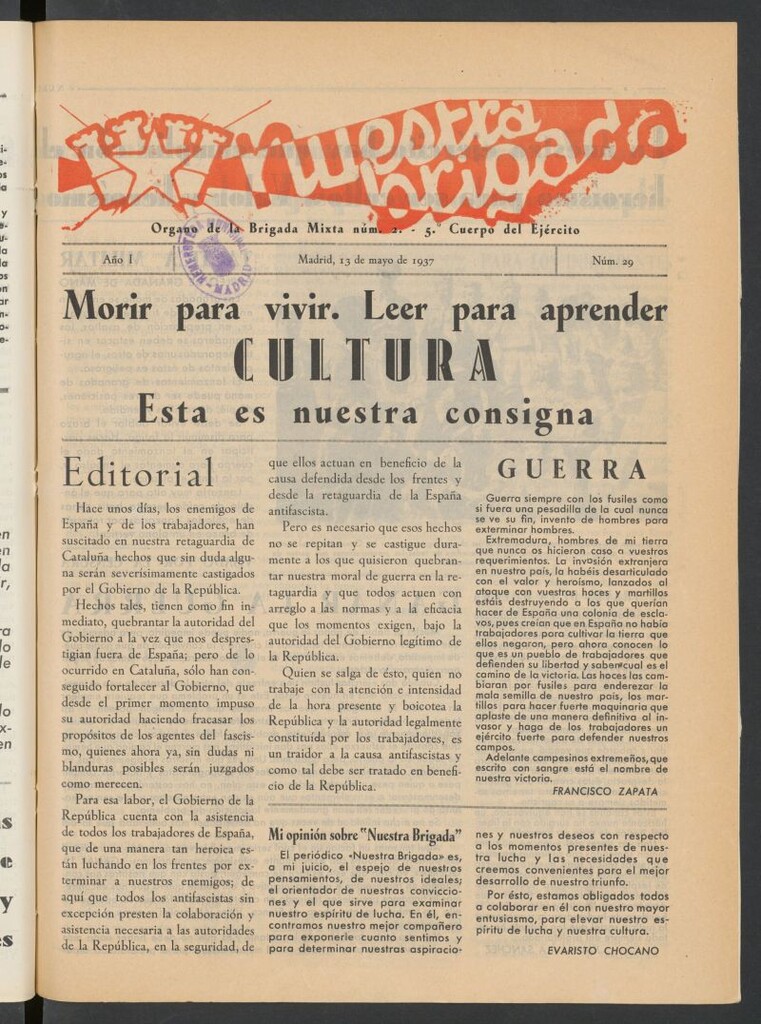 nuestra
brigada
Organo de la Brigada Mixta núm. 2. - 5.º Cuerpo del Ejército
Año I
Madrid, 13 de mayo de 1937
Núm. 29
HEMEROTECA MUNICIPAL
MADRID
Morir para vivir. Leer para aprender
CULTURA
Esta es nuestra consigna
Editorial
Hace unos días, los enemigos de
España y de los trabajadores, han
suscitado en nuestra retaguardia de
Cataluña hechos que sin duda algu-
na serán severísimamente castigados
por el Gobierno de la República.
Hechos tales, tienen como fin in-
mediato, quebrantar la autoridad del
Gobierno a la vez que nos despres-
tigian fuera de España; pero de lo
ocurrido en Cataluña, sólo han con-
seguido fortalecer al Gobierno, que
desde el primer momento impuso
su autoridad haciendo fracasar los
propósitos de los agentes del fascis-
mo, quienes ahora ya, sin dudas ni
blanduras posibles serán juzgados
como merecen.
Para esa labor, el Gobierno de la
República cuenta con la asistencia
de todos los trabajadores de España,
que de una manera tan heroica es-
tán luchando en los frentes por ex-
terminar a nuestros enemigos; de
aquí que todos los antifascistas sin
excepción presten la colaboración y
asistencia necesaria a las autoridades
de la República, en la seguridad, de
que ellos actuan en beneficio de la
causa defendida desde los frentes y
desde la retaguardia de la España
antifascista.
Pero es necesario que esos hechos
no se repitan y se castigue dura-
mente a los que quisieron quebran-
tar nuestra moral de guerra en la re-
taguardia y que todos actuen con
arreglo a las normas y a la eficacia
que los momentos exigen, bajo la
autoridad del Gobierno legítimo de
la República.
Quien se salga de ésto, quien no
trabaje con la atención e intensidad
de la hora presente y boicotea la
República y la autoridad legalmente
constituída por los trabajadores, es
un traidor a la causa antifascistas y
como tal debe ser tratado en benefi-
cio de la República.
GUERRA
Guerra siempre con los fusiles como
si fuera una pesadilla de la cual nunca
se ve su fin, invento de hombres para
exterminar hombres.
Extremadura, hombres de mi tierra
que nunca os hicieron caso a vuestros
requerimientos. La invasión extranjera
en nuestro país, la habéis desarticulado
con el valor y heroísmo, lanzados al
ataque con vuestras hoces y martillos
estáis destruyendo a los que querían
hacer de España una colonia de escla-
vos, pues creían que en España no había
trabajadores para cultivar la tierra que
ellos negaron, pero ahora conocen lo
que es un pueblo de trabajadores que
defienden su libertad y saben cual es el
camino de la victoria. Las hoces las cam-
biaran por fusiles para enderezar la
mala semilla de nuestro país, los mar-
tillos para hacer fuerte maquinaria que
aplaste de una manera definitiva al in-
vasor y haga de los trabajadores un
ejército fuerte para defender nuestros
campos.
Adelante campesinos extremeños, que
escrito con sangre está el nombre de
nuestra victoria.
FRANCISCO ZAPATA
Mi opinión sobre "Nuestra Brigada"
El periódico «Nuestra Brigada» es,
a mi juicio, el espejo de nuestros
pensamientos, de nuestros ideales;
el orientador de nuestras conviccio-
nes y el que sirve para examinar
nuestro espíritu de lucha. En él, en-
contramos nuestro mejor compañero
para exponerle cuanto sentimos y
para determinar nuestras aspiracio-
nes y nuestros deseos con respecto
a los momentos presentes de nues-
tra lucha y las necesidades que
creemos convenientes para el mejor
desarrollo de nuestro triunfo.
Por ésto, estamos obligados todos
a colaborar en él con nuestro mayor
entusiasmo, para elevar nuestro es-
píritu de lucha y nuestra cultura.
EVARISTO CHOCANO